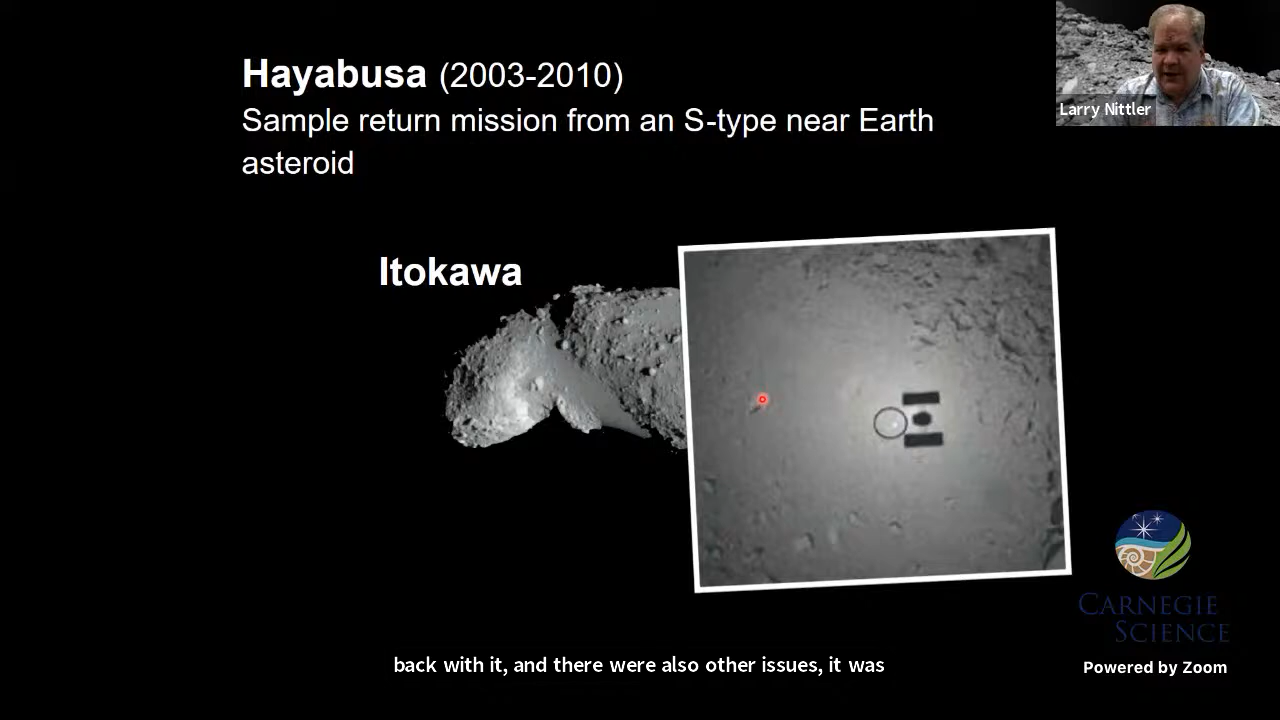 Hayabusa (2003-2010)
Sample return mission from an S-type near Earth
asteroid
Larry Nittler
Itokawa
CARNEGIE
SCIENCE
back with it, and there were also other issues, it was
Powered by Zoom